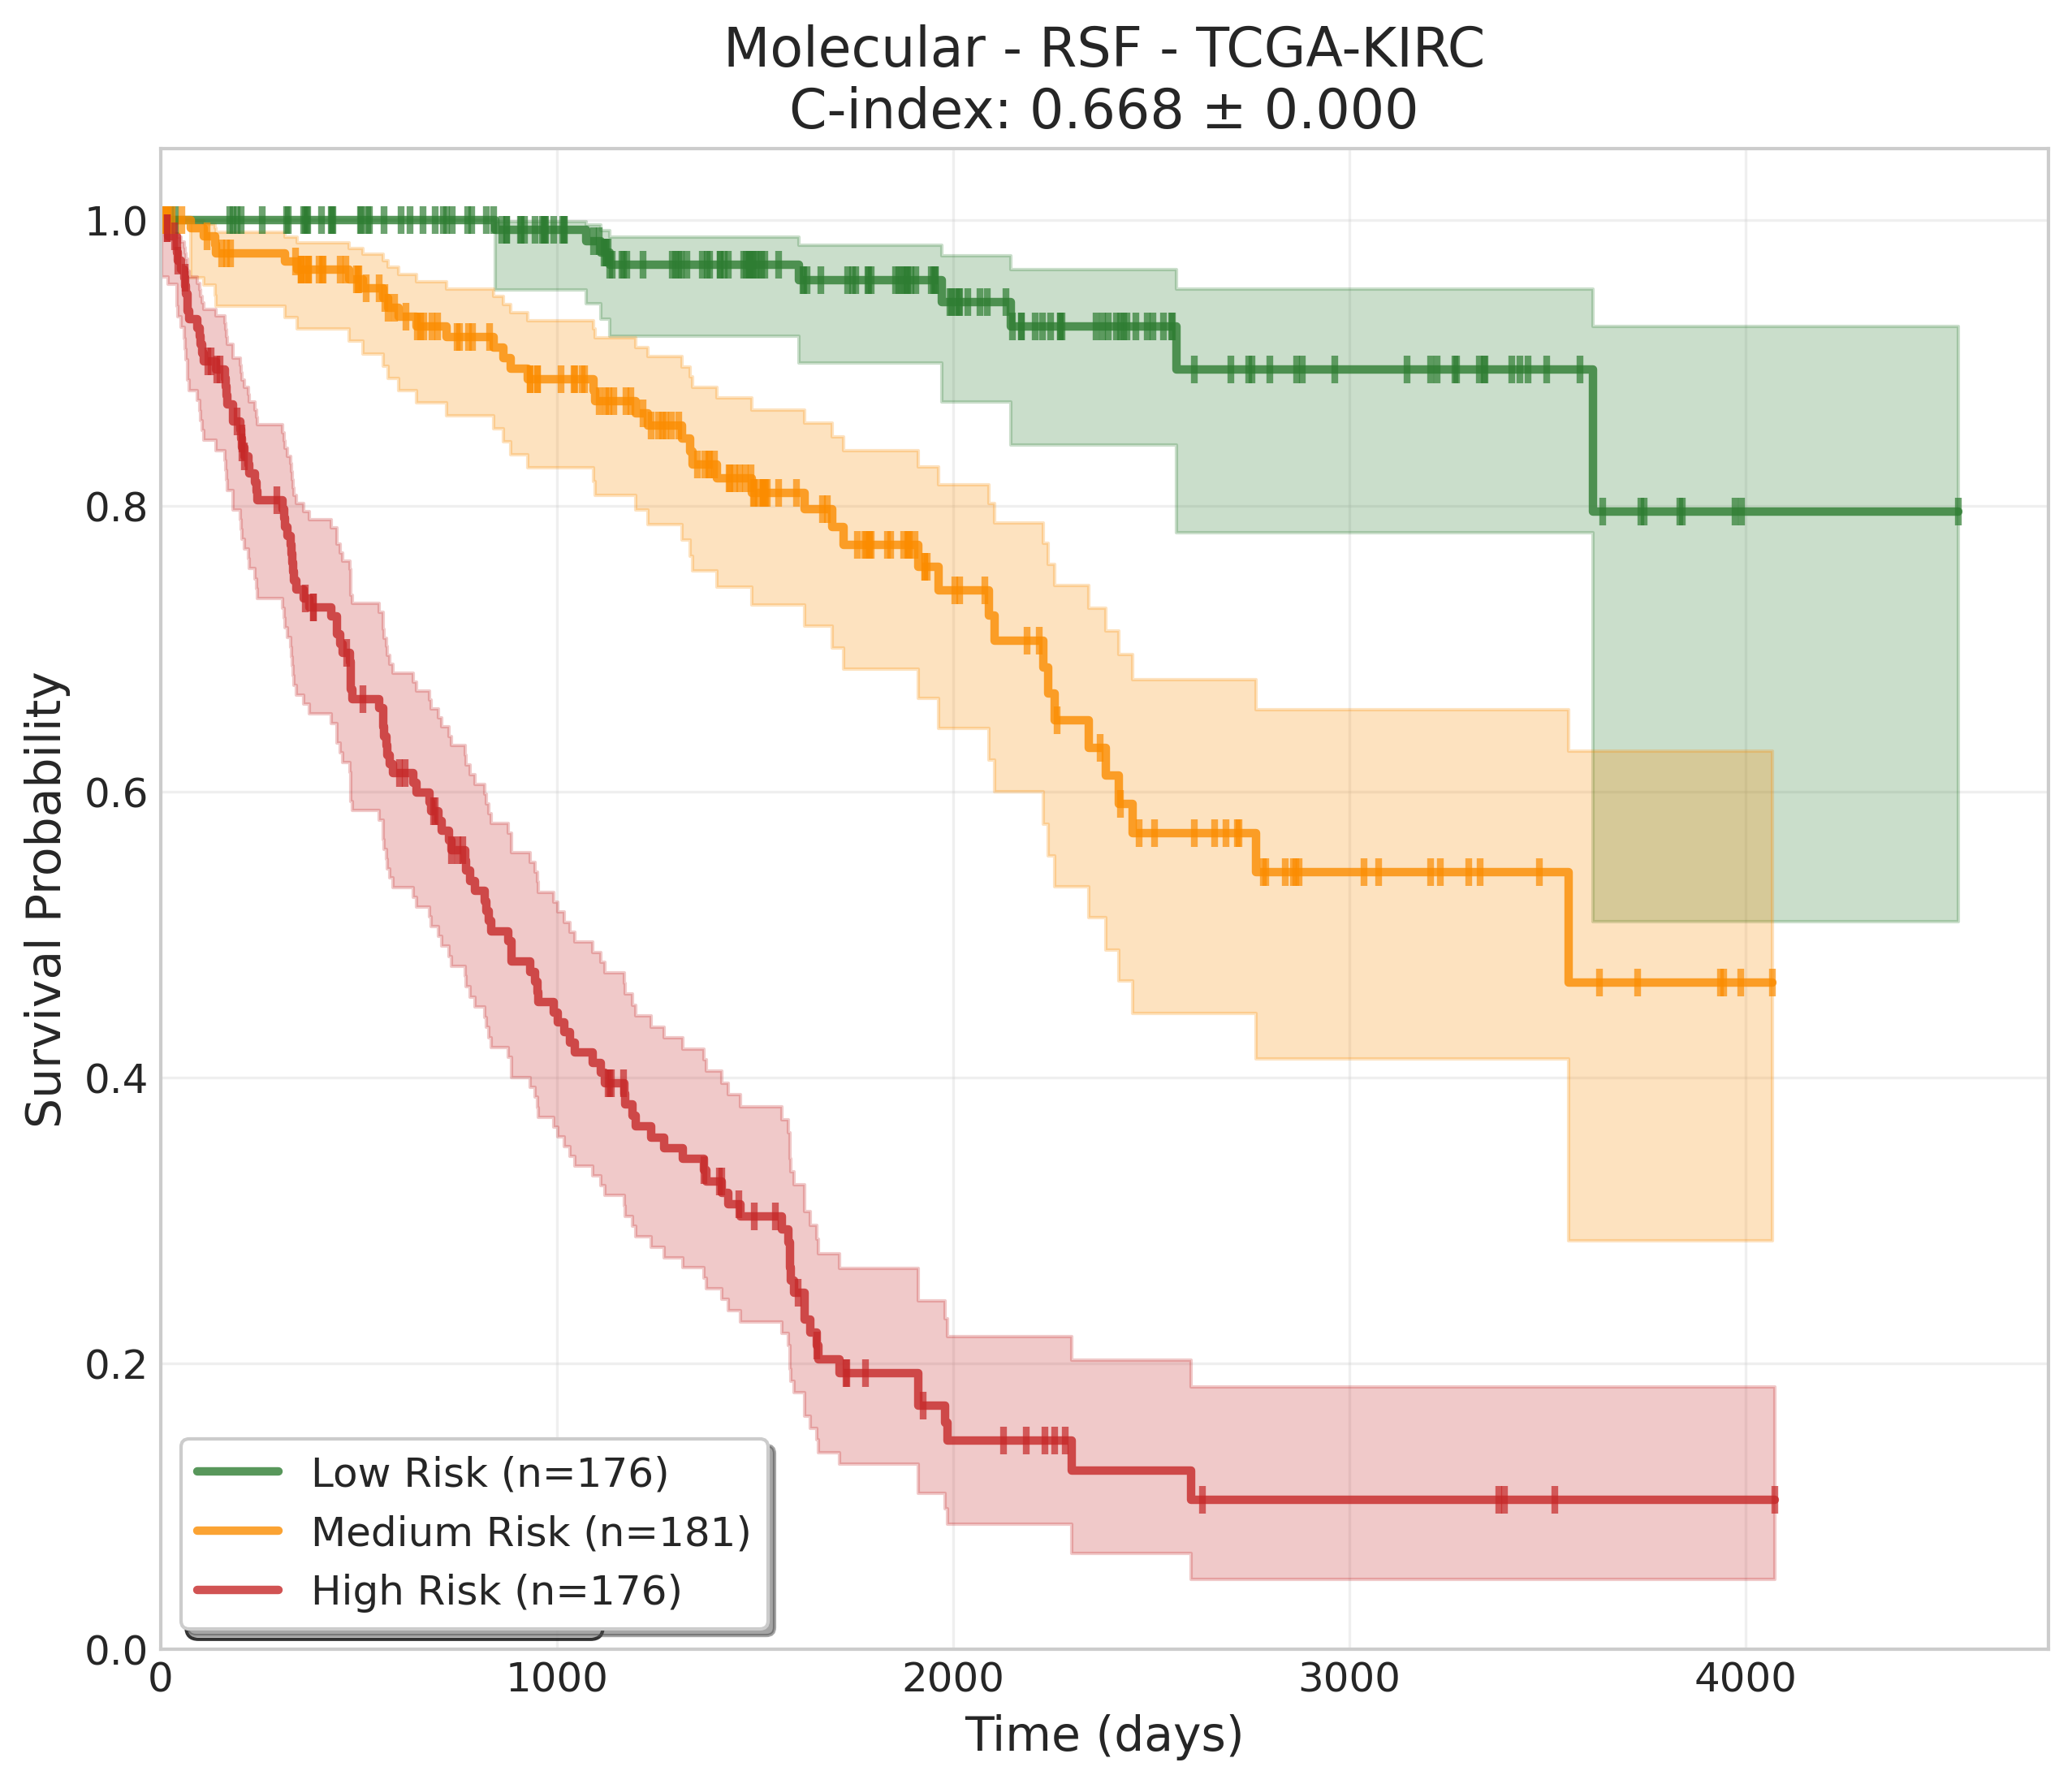 Molecular - RSF - TCGA-KIRC
C-index: 0.668 ± 0.000
Survival Probability
1.0
0.8
0.6
0.4
0.2
0.0
Low Risk (n=176)
Medium Risk (n=181)
High Risk (n=176)
0
1000
2000
3000
4000
Time (days)